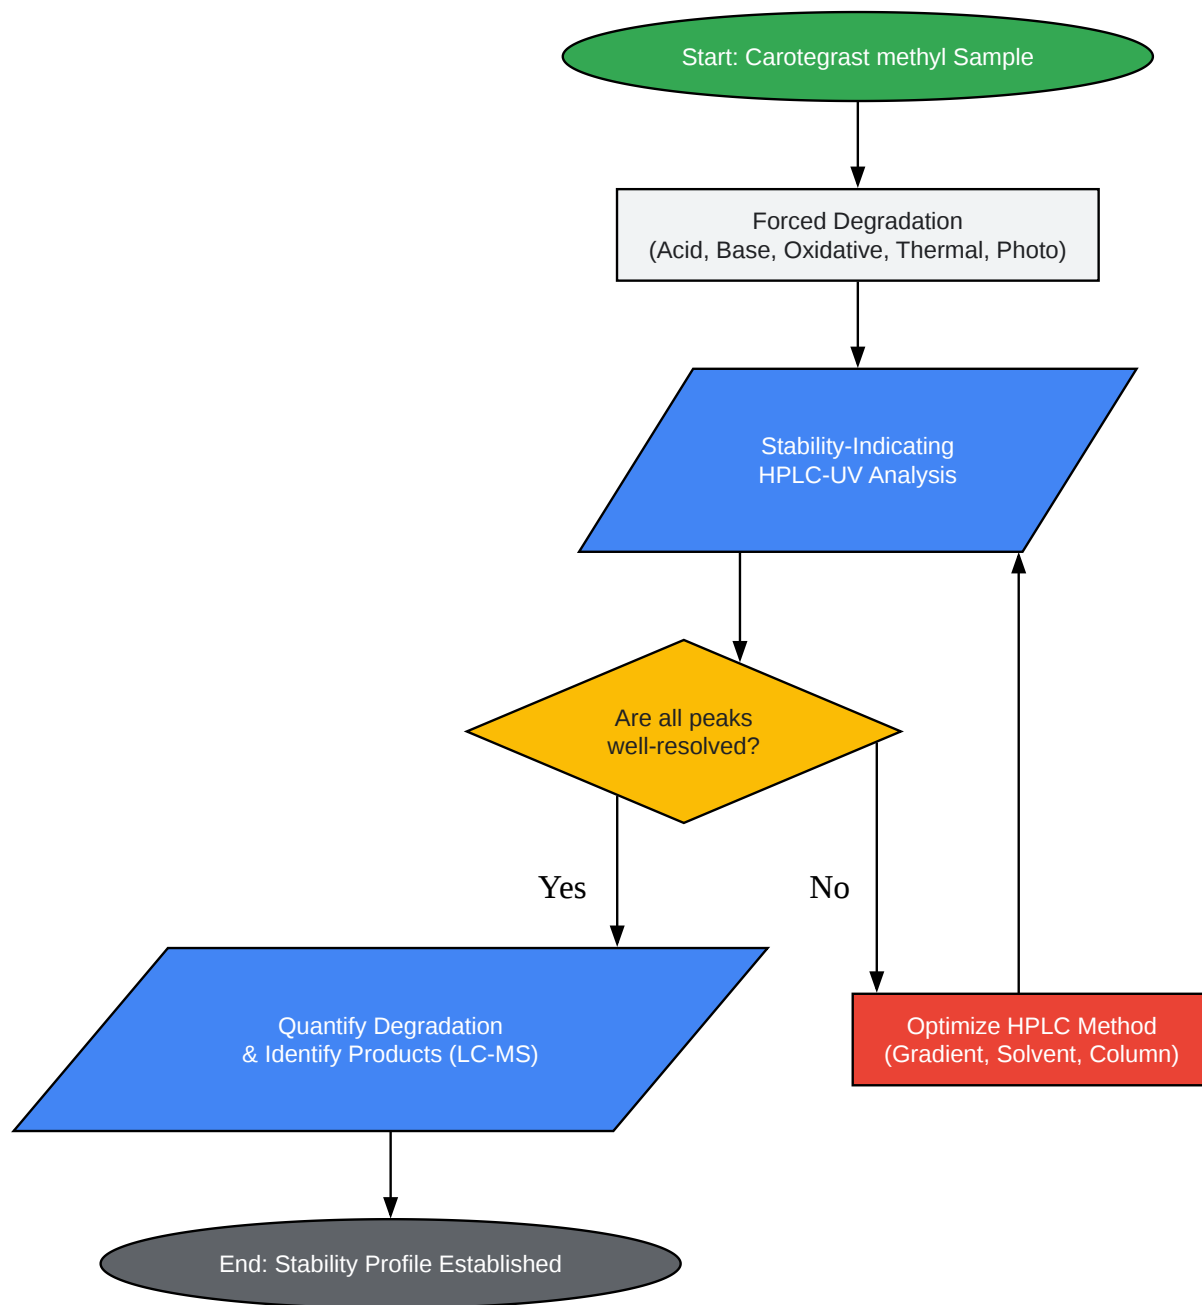 Start: Carotegrast methyl Sample
Forced Degradation
(Acid, Base, Oxidative, Thermal, Photo)
Stability-Indicating
HPLC-UV Analysis
Are all peaks
well-resolved?
Yes
No
Quantify Degradation
& Identify Products (LC-MS)
Optimize HPLC Method
(Gradient, Solvent, Column)
End: Stability Profile Established